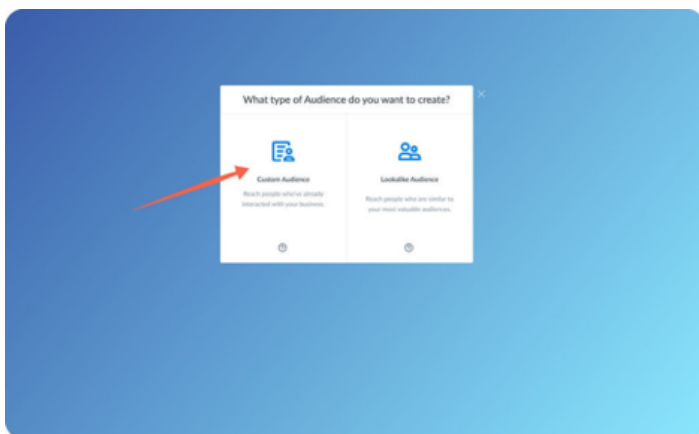 What type of Audience do you want to create?
Custom Audience
Reach people who've already
interacted with your business.
Lookalike Audience
Reach people who are similar to
your most valuable audiences.